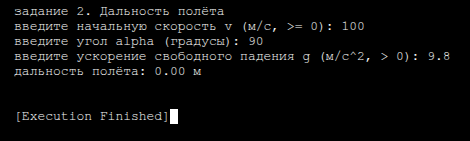 задание 2. Дальность полёта
введите начальную скорость v (м/с, >= 0): 100
введите угол alpha (градусы): 90
введите ускорение свободного падения g (м/с^2, > 0): 9.8
дальность полёта: 0.00 м
[Execution Finished]